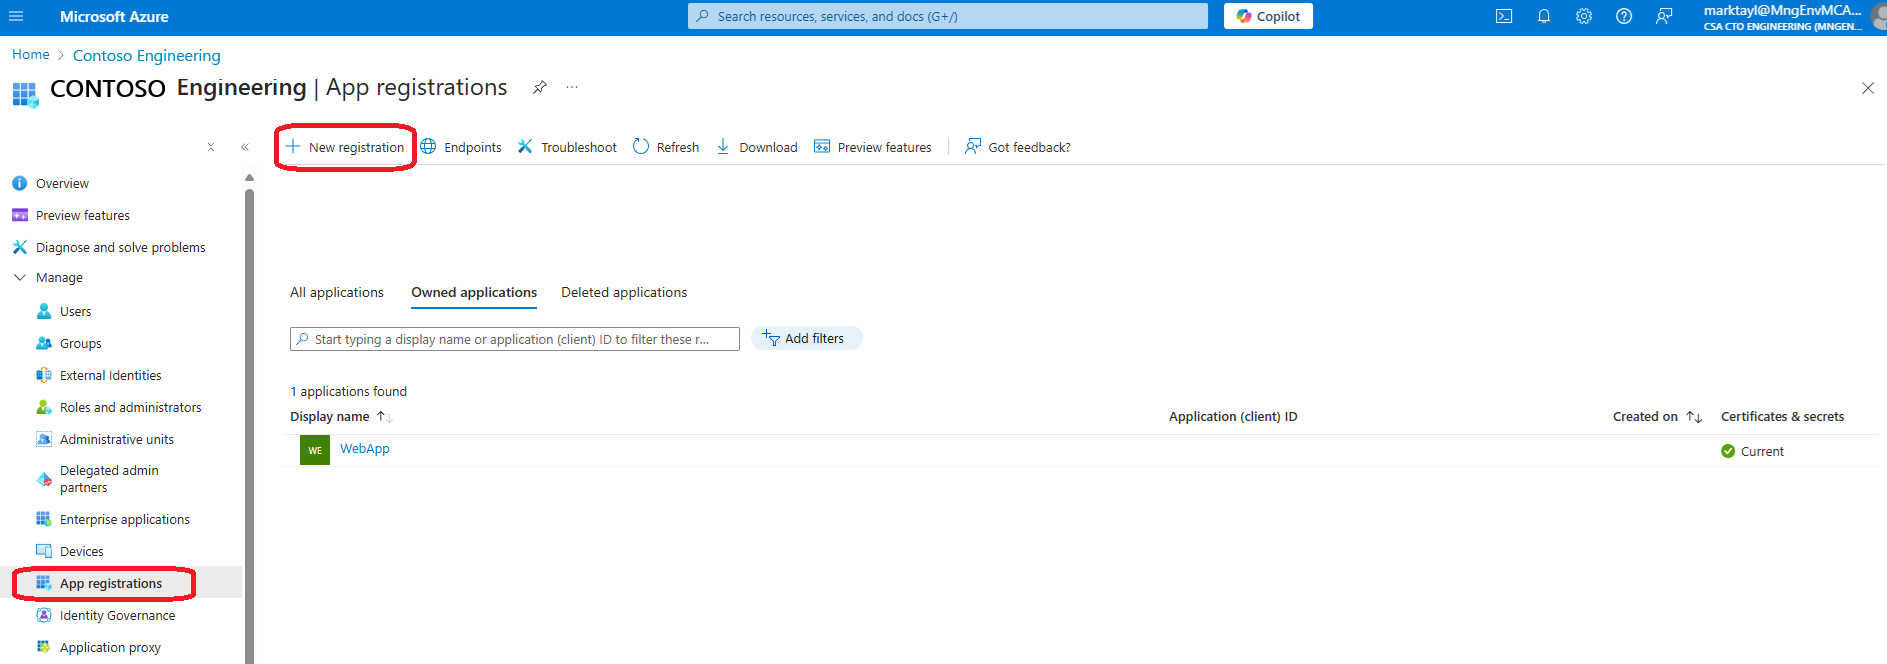 Microsoft Azure
Search resources, services, and docs (G+/)
Copilot
marktayl@MngEnvMCA...
CSA CTO ENGINEERING (MNGEN...
Home > Contoso Engineering
CONTOSO Engineering | App registrations
New registration
Endpoints
Troubleshoot
Refresh
Download
Preview features
Got feedback?
Overview
Preview features
Diagnose and solve problems
Manage
Users
Groups
External Identities
Roles and administrators
Administrative units
Delegated admin
partners
Enterprise applications
Devices
App registrations
Identity Governance
Application proxy
All applications
Owned applications
Deleted applications
Start typing a display name or application (client) ID to filter these r...
Add filters
1 applications found
Display name
Application (client) ID
Created on
Certificates & secrets
WE
WebApp
Current